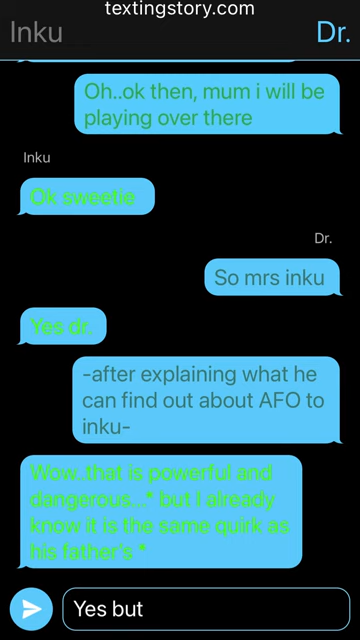 textingstory.com
Inku
Dr.
Oh..ok then, mum i will be
playing over there
Inku
Ok sweetie
Dr.
So mrs inku
Yes dr.
-after explaining what he
can find out about AFO to
inku-
Wow..that is powerful and
dangerous...* but I already
know it is the same quirk as
his father's *
Yes but